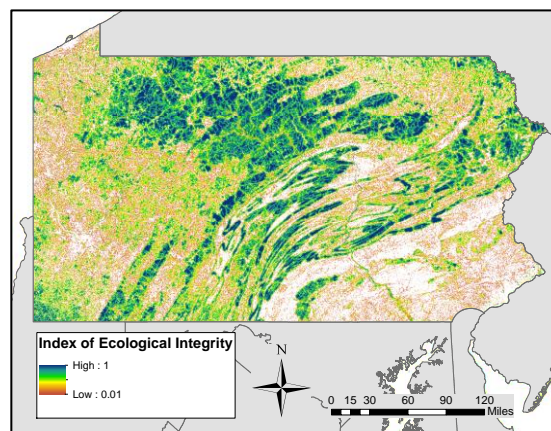 Index of Ecological Integrity
High : 1
Low : 0.01
N
0 15 30 60 90 120
Miles